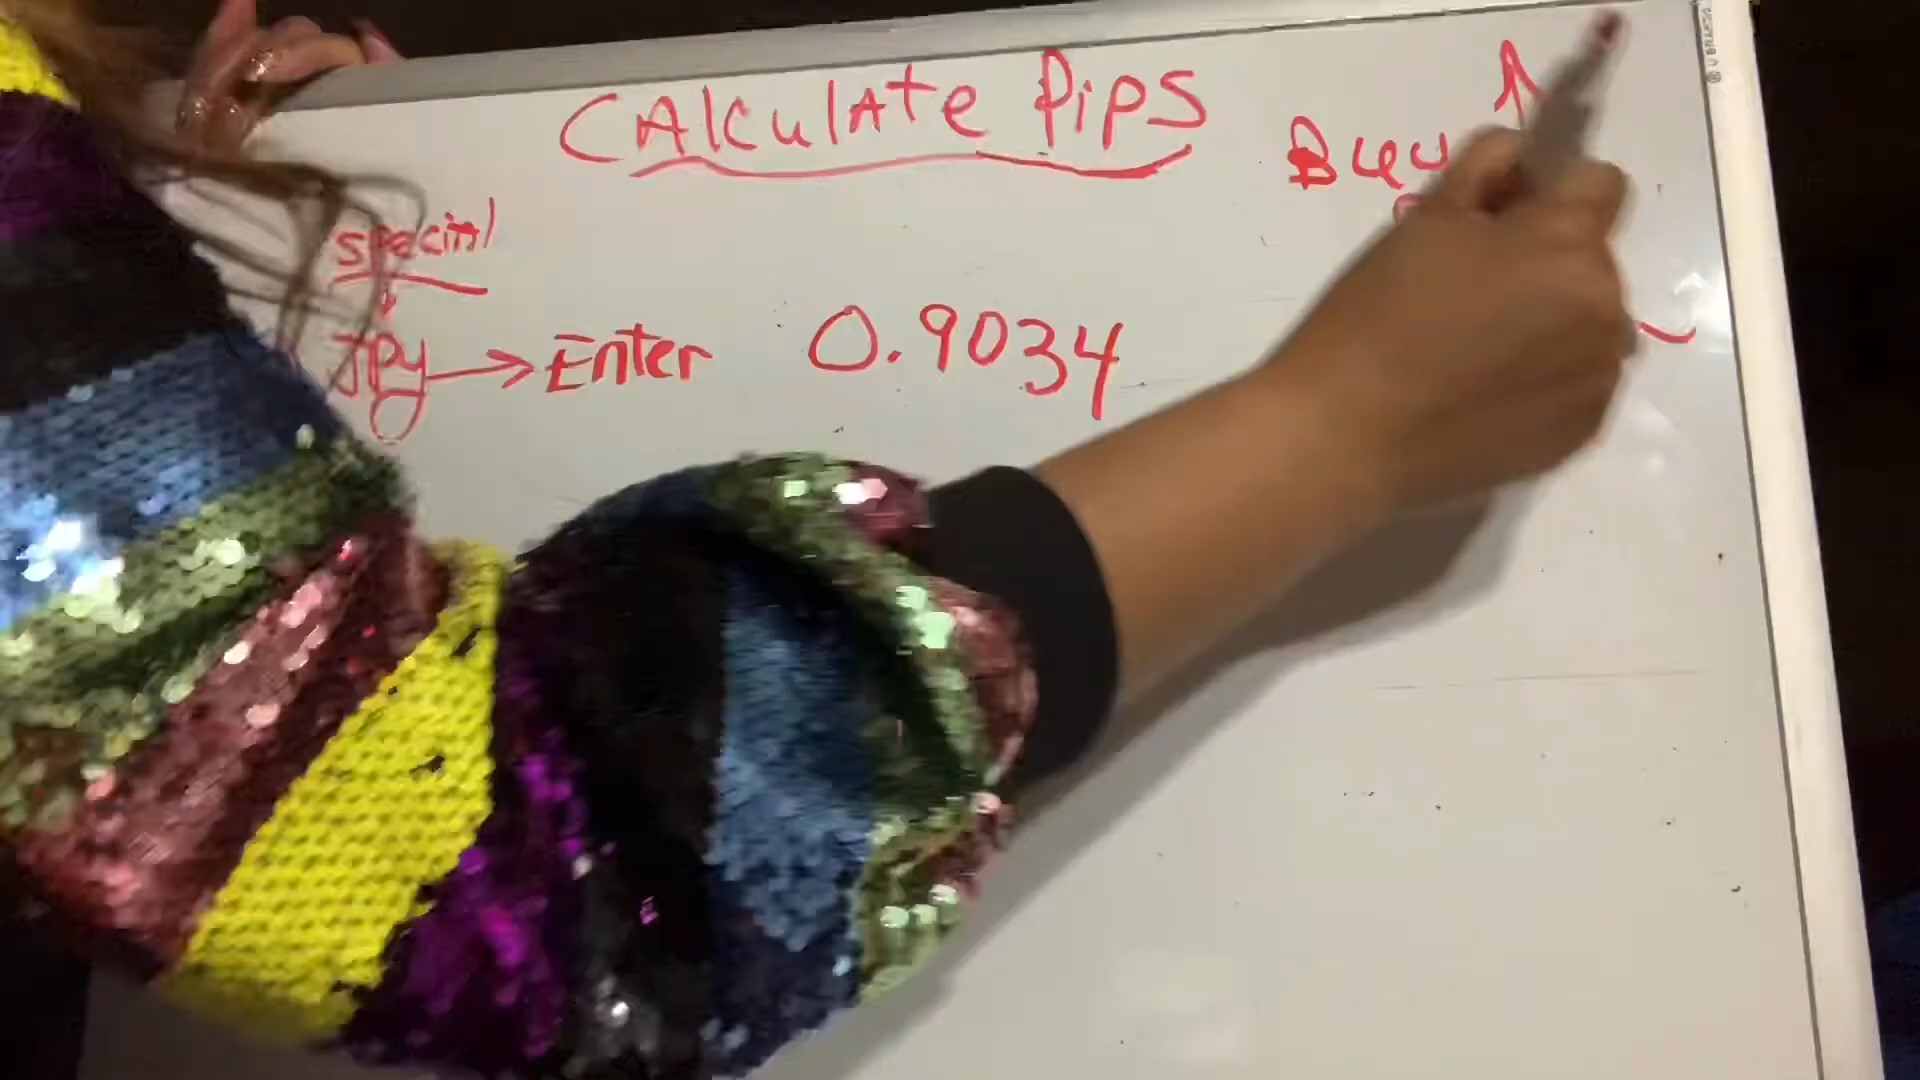 CAlculAte Pips
special
JPY → Enter 0.9034